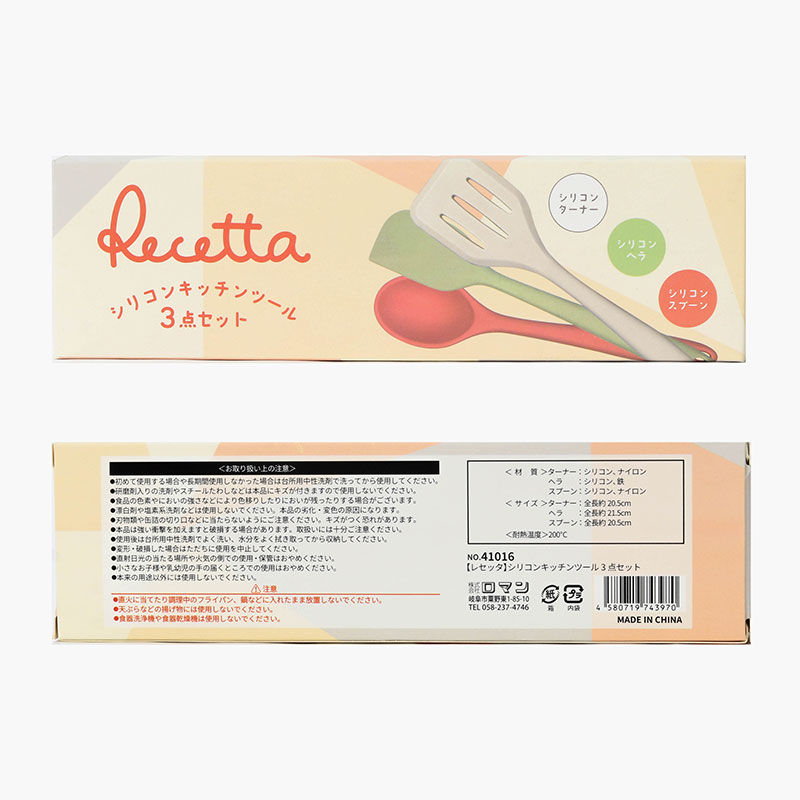 Recetta
シリコンキッチンツール
3点セット
シリコン
ターナー
シリコン
ヘラ
シリコン
スプーン
＜お取り扱い上の注意＞
●初めて使用する場合や長期間使用しなかった場合は台所用中性洗剤で洗ってから使用してください。
●研磨剤入りの洗剤やスチールたわしなどは本品にキズが付きますので使用しないでください。
●食品の色素やにおいの強さなどにより色移りしたりにおいが残ったりする場合がございます。
●漂白剤や塩素系洗剤などは使用しないでください。本品の劣化・変色の原因になります。
●刃物類や缶詰の切り口などに当たらないようにご注意ください。キズがつく恐れがあります。
●本品は強い衝撃を加えますと破損する場合があります。取扱いには十分ご注意ください。
●使用後は台所用中性洗剤でよく洗い、水分をよく拭き取ってから収納してください。
●変形・破損した場合はただちに使用を中止してください。
●直射日光の当たる場所や火気の側での使用・保管はおやめください。
●小さなお子様や乳幼児の手の届くところでの使用はおやめください。
●本来の用途以外には使用しないでください。
⚠注意
●直火に当てたり調理中のフライパン、鍋などに入れたまま放置しないでください。
●天ぷらなどの揚げ物には使用しないでください。
●食器洗浄機や食器乾燥機は使用しないでください。
＜材 質＞ターナー：シリコン、ナイロン
ヘラ：シリコン、鉄
スプーン：シリコン、ナイロン
＜サイズ＞ターナー：全長約 20.5cm
ヘラ：全長約 21.5cm
スプーン：全長約 20.5cm
＜耐熱温度＞200℃
NO.41016
【レセッタ】シリコンキッチンツール 3 点セット
株式会社ロマン
岐阜市粟野東1-85-10
TEL 058-237-4746
紙
箱
プラ
内袋
4 580719 743970
MADE IN CHINA